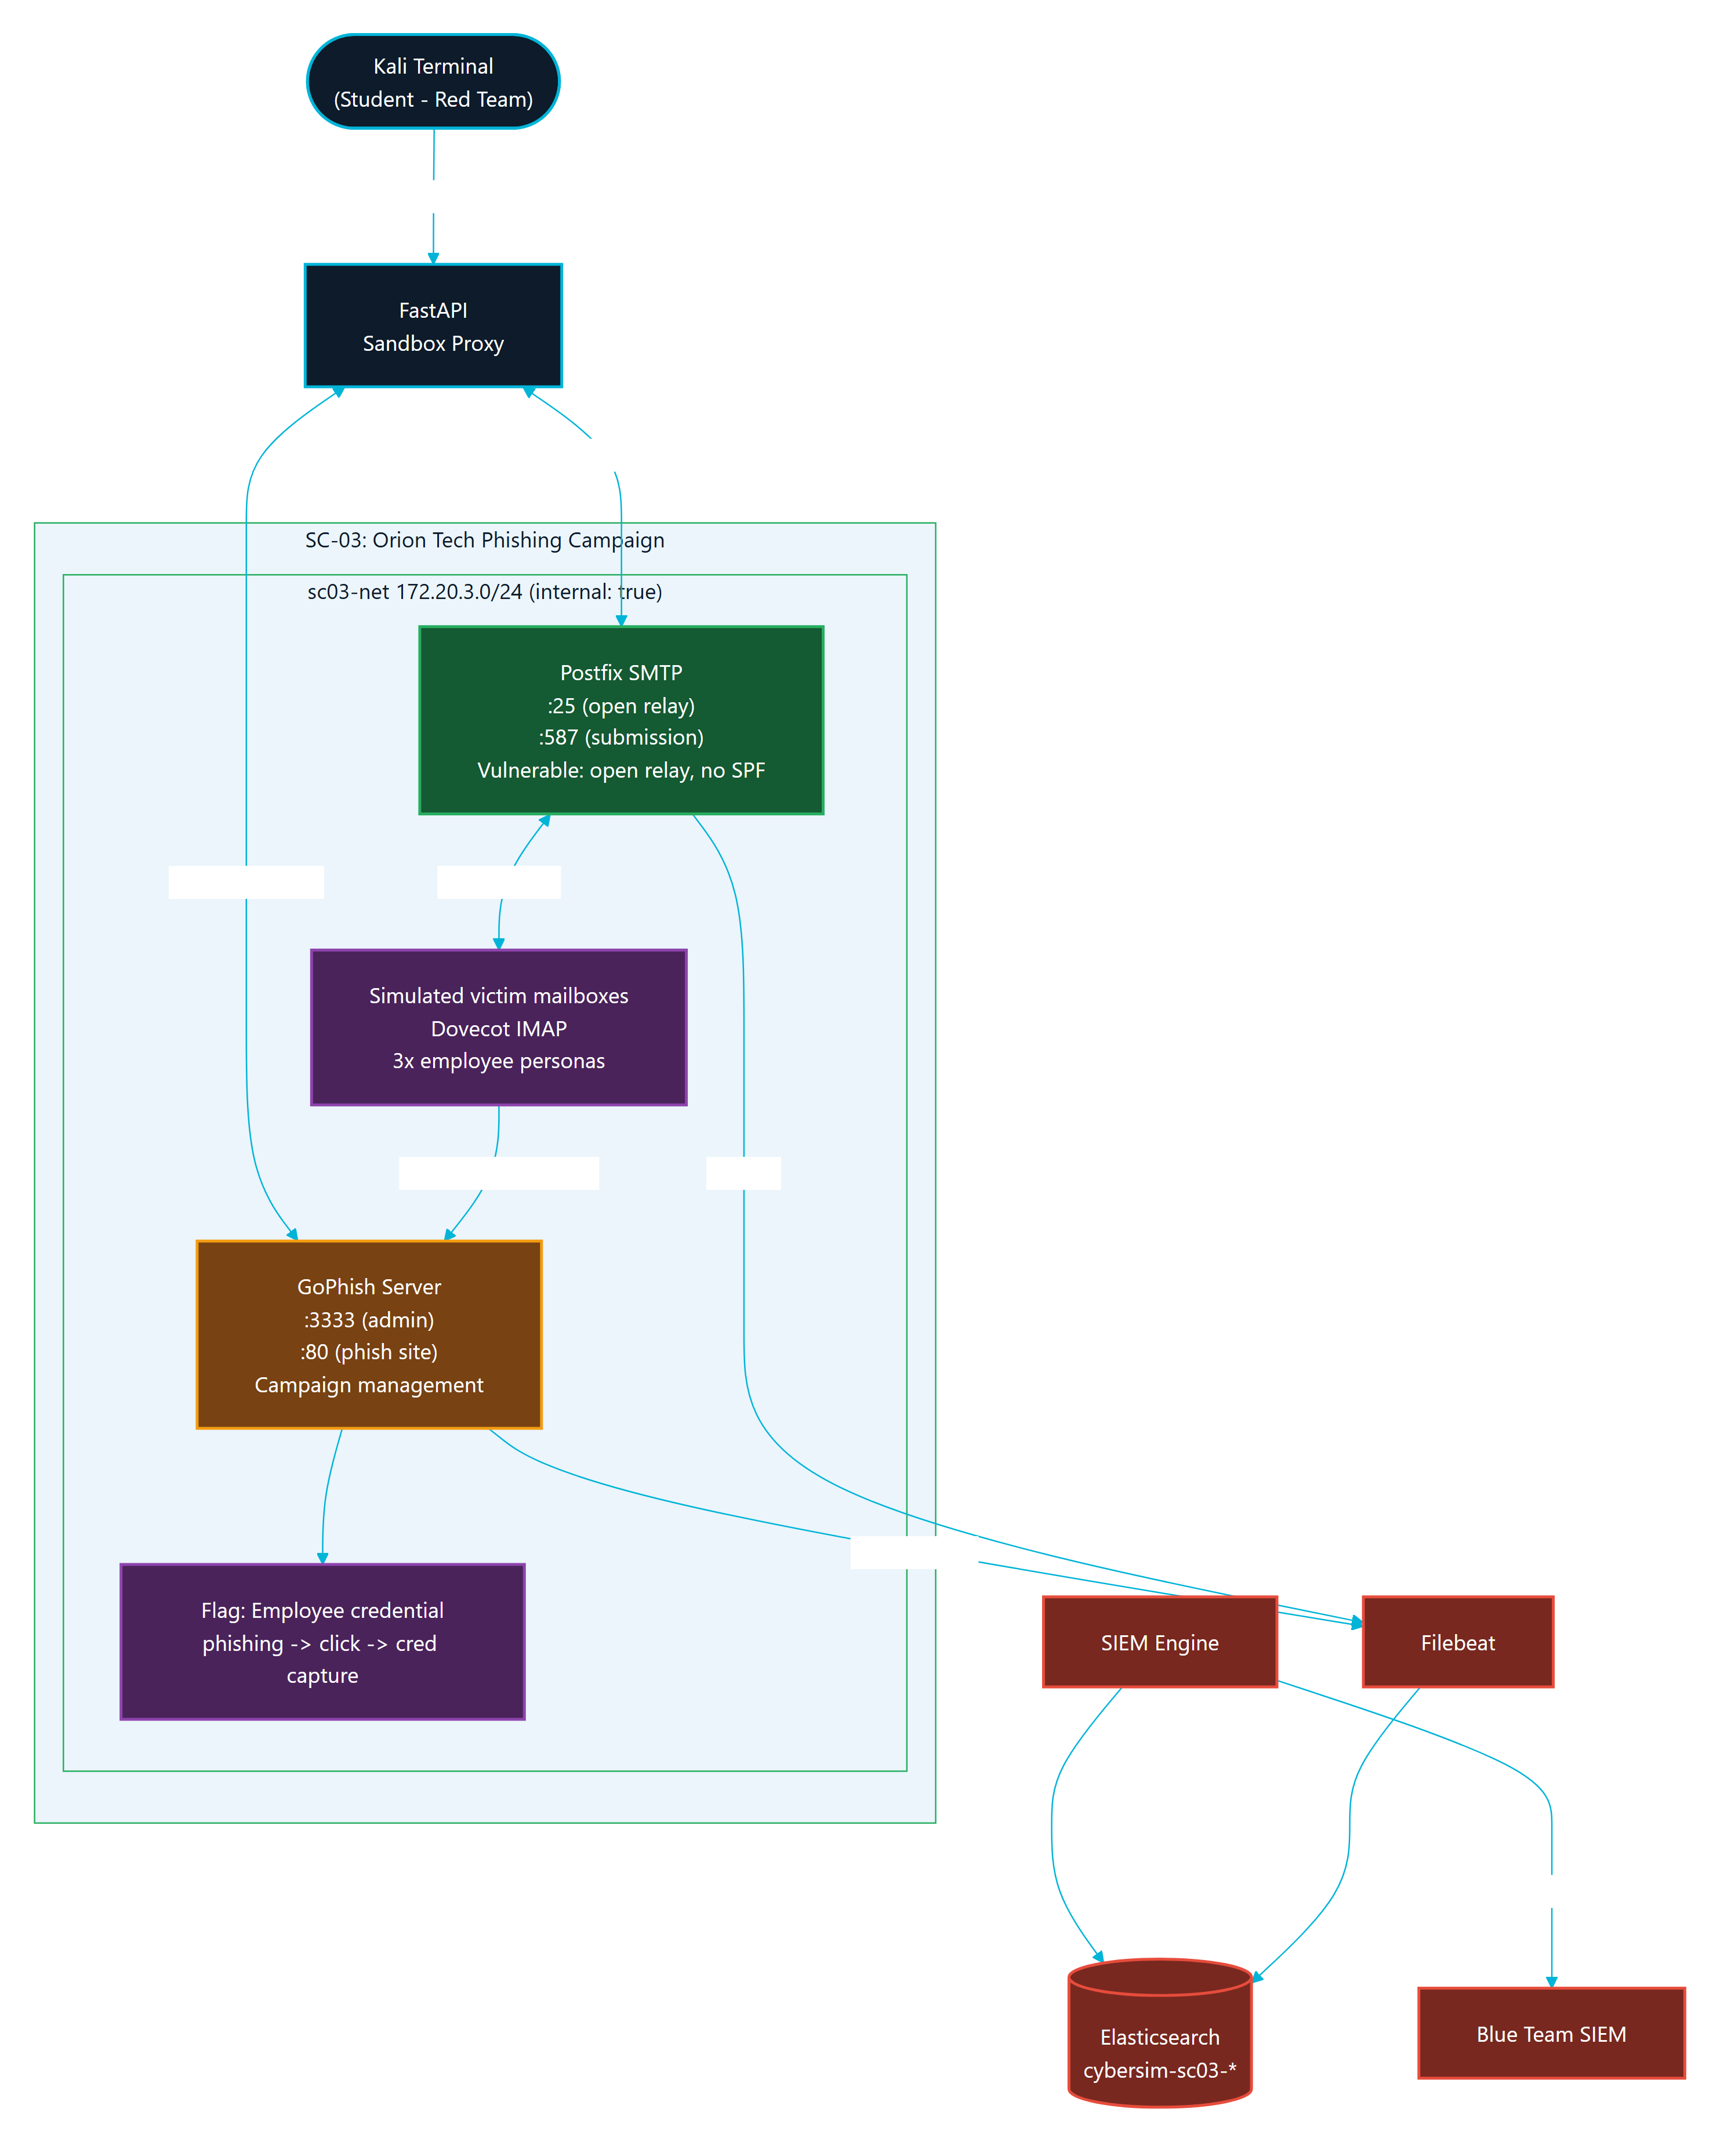 Kali Terminal
(Student - Red Team)
FastAPI
Sandbox Proxy
SC-03: Orion Tech Phishing Campaign
sc03-net 172.20.3.0/24 (internal: true)
Postfix SMTP
:25 (open relay)
:587 (submission)
Vulnerable: open relay, no SPF
Simulated victim mailboxes
Dovecot IMAP
3x employee personas
GoPhish Server
:3333 (admin)
:80 (phish site)
Campaign management
Flag: Employee credential
phishing -> click -> cred
capture
SIEM Engine
Filebeat
Elasticsearch
cybersim-sc03-*
Blue Team SIEM